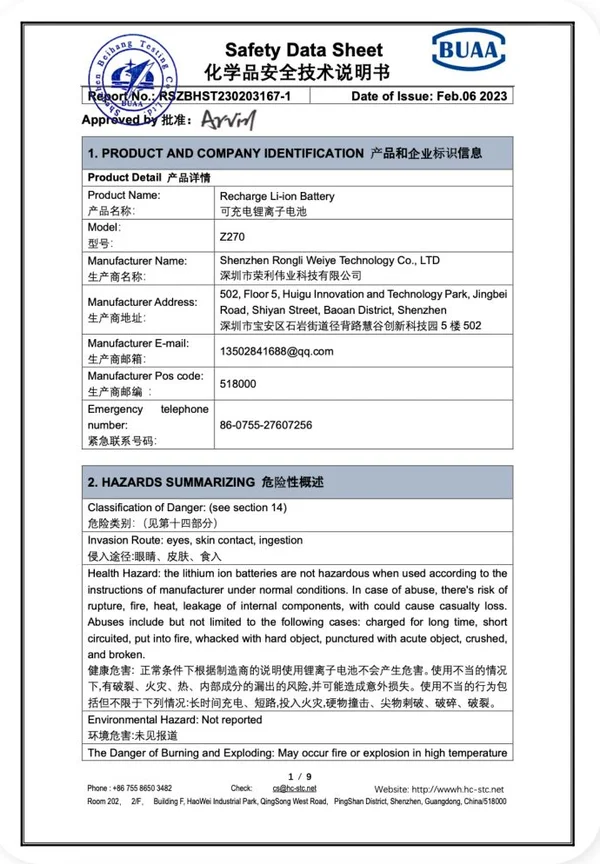 Safety Data Sheet
化学品安全技术说明书
BUAA
Shenzhen Beihang Testing Co., Ltd.
BUAA
Report No.: RSZBHST230203167-1 Date of Issue: Feb.06 2023
Approved by 批准:
1. PRODUCT AND COMPANY IDENTIFICATION 产品和企业标识信息
Product Detail 产品详情
Product Name:
产品名称:
Recharge Li-ion Battery
可充电锂离子电池
Model:
型号:
Z270
Manufacturer Name:
生产商名称:
Shenzhen Rongli Weiye Technology Co., LTD
深圳市荣利伟业科技有限公司
Manufacturer Address:
生产商地址:
502, Floor 5, Huigu Innovation and Technology Park, Jingbei
Road, Shiyan Street, Baoan District, Shenzhen
深圳市宝安区石岩街道径背路慧谷创新科技园 5 楼 502
Manufacturer E-mail:
生产商邮箱:
13502841688@qq.com
Manufacturer Pos code:
生产商邮编 :
518000
Emergency telephone
number:
紧急联系号码:
86-0755-27607256
2. HAZARDS SUMMARIZING 危险性概述
Classification of Danger: (see section 14)
危险类别:（见第十四部分）
Invasion Route: eyes, skin contact, ingestion
侵入途径:眼睛、皮肤、食入
Health Hazard: the lithium ion batteries are not hazardous when used according to the
instructions of manufacturer under normal conditions. In case of abuse, there's risk of
rupture, fire, heat, leakage of internal components, with could cause casualty loss.
Abuses include but not limited to the following cases: charged for long time, short
circuited, put into fire, whacked with hard object, punctured with acute object, crushed,
and broken.
健康危害: 正常条件下根据制造商的说明使用锂离子电池不会产生危害。使用不当的情况
下,有破裂、火灾、热、内部成分的漏出的风险,并可能造成意外损失。使用不当的行为包
括但不限于下列情况:长时间充电、短路,投入火灾,硬物撞击、尖物刺破、破碎、破裂。
Environmental Hazard: Not reported
环境危害:未见报道
The Danger of Burning and Exploding: May occur fire or explosion in high temperature
1 / 9
Phone : +86 755 8650 3482 Check: cs@hc-stc.net Website: http://wwwh.hc-stc.net
Room 202, 2/F, Building F, HaoWei Industrial Park, QingSong West Road, PingShan District, Shenzhen, Guangdong, China/518000